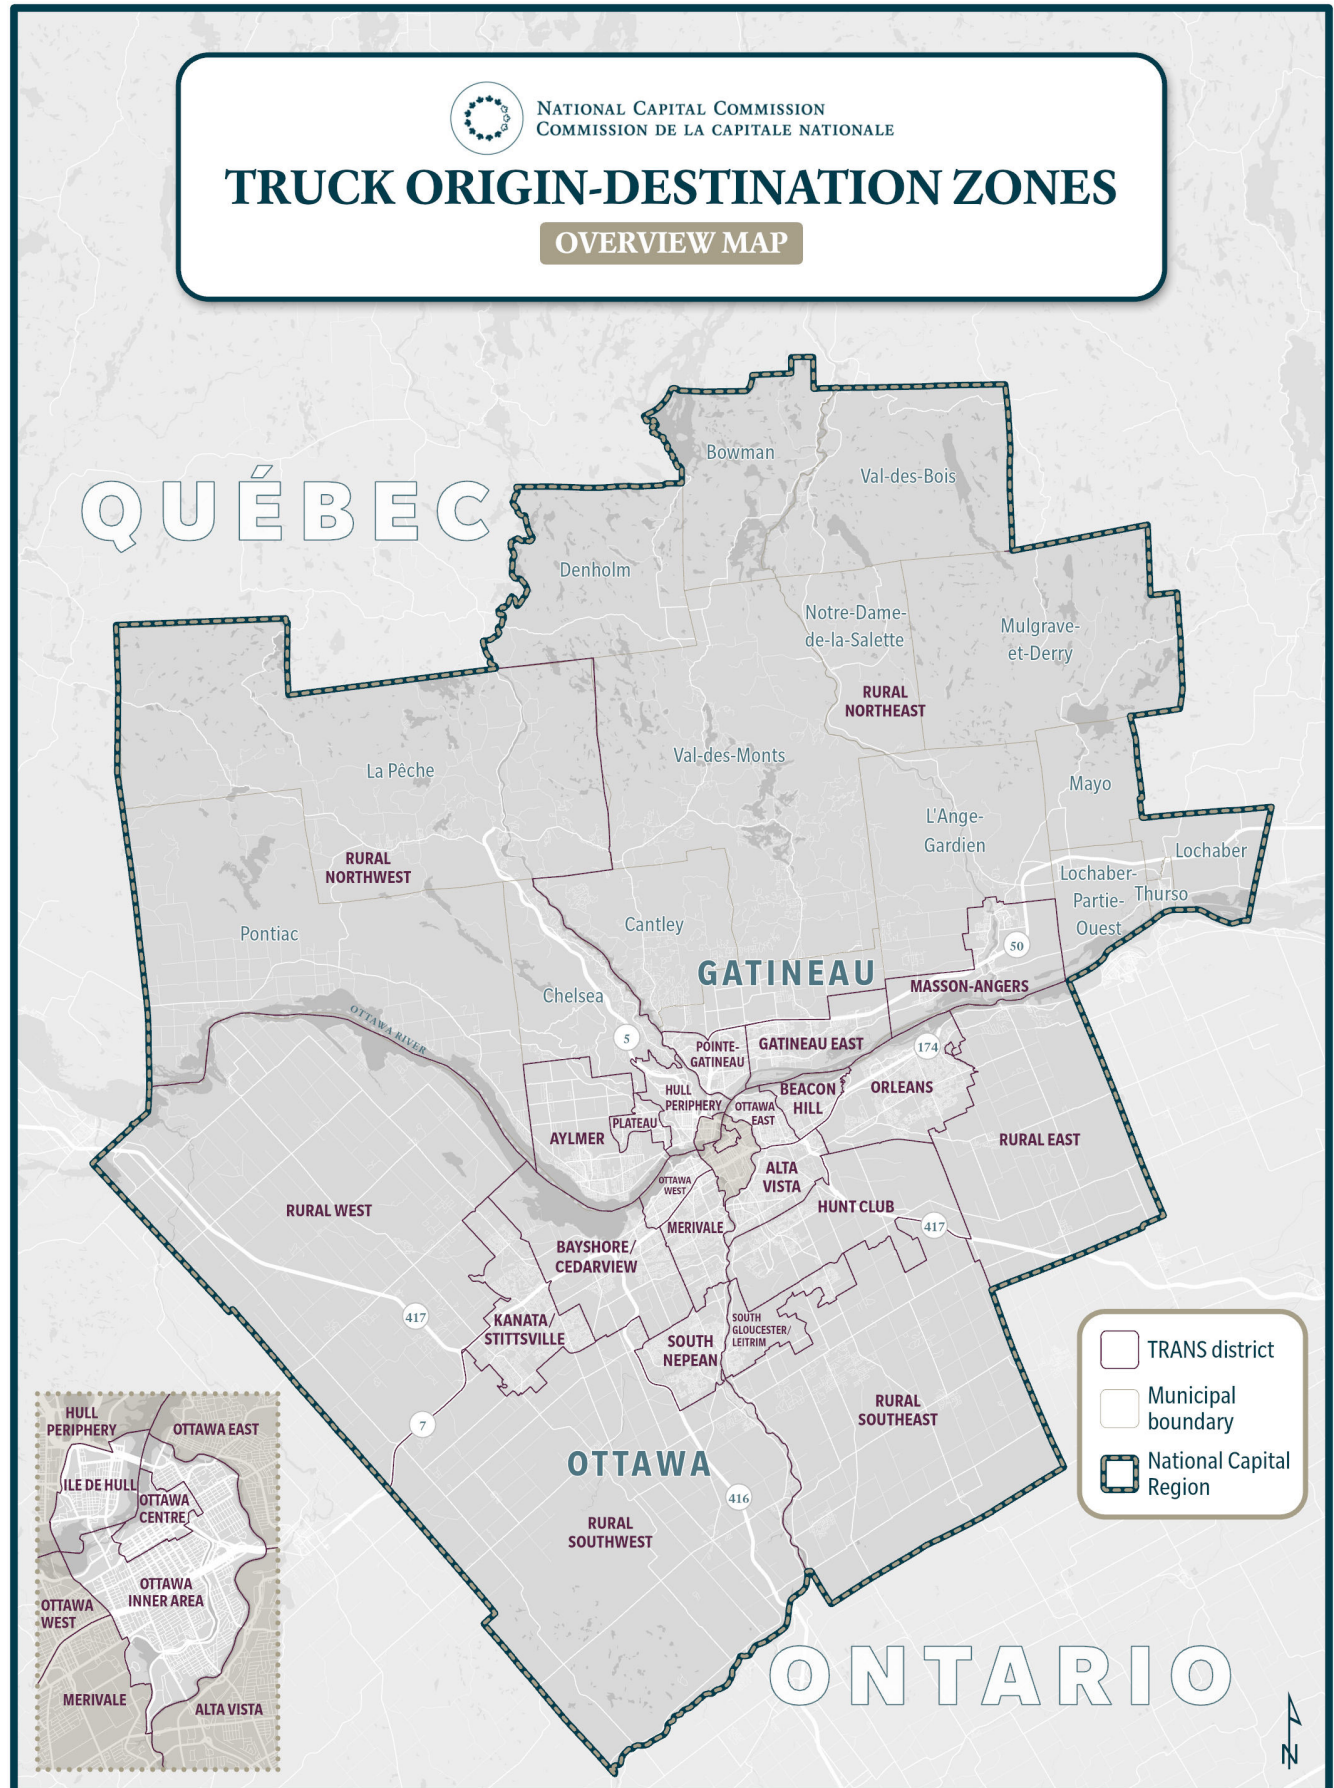 NATIONAL CAPITAL COMMISSION
COMMISSION DE LA CAPITALE NATIONALE
TRUCK ORIGIN-DESTINATION ZONES
OVERVIEW MAP
QUÉBEC
Bowman
Val-des-Bois
Denholm
Notre-Dame-
de-la-Salette
Mulgrave-
et-Derry
RURAL
NORTHEAST
La Pêche
Val-des-Monts
Mayo
L'Ange-
Gardien
Lochaber
RURAL
NORTHWEST
Lochaber-
Partie-
Ouest
Thurso
Pontiac
Cantley
50
GATINEAU
MASSON-ANGERS
Chelsea
OTTAWA RIVER
5
POINTE-
GATINEAU
GATINEAU EAST
174
HULL
PERIPHERY
BEACON
HILL
ORLEANS
OTTAWA
EAST
PLATEAU
AYLMER
RURAL EAST
ALTA
VISTA
OTTAWA
WEST
RURAL WEST
HUNT CLUB
MERIVALE
417
BAYSHORE/
CEDARVIEW
417
KANATA/
STITTSVILLE
SOUTH
GLOUCESTER/
LEITRIM
SOUTH
NEPEAN
7
RURAL
SOUTHEAST
OTTAWA
416
RURAL
SOUTHWEST
ONTARIO
TRANS district
Municipal
boundary
National Capital
Region
HULL
PERIPHERY
OTTAWA EAST
ILE DE HULL
OTTAWA
CENTRE
OTTAWA
INNER AREA
OTTAWA
WEST
MERIVALE
ALTA VISTA
N